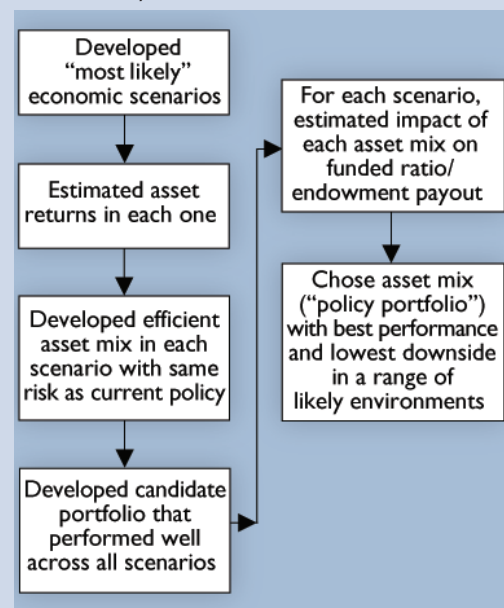 Developed
“most likely”
economic scenarios
Estimated asset
returns in each one
Developed efficient
asset mix in each
scenario with same
risk as current policy
Developed candidate
portfolio that
performed well
across all scenarios
For each scenario,
estimated impact of
each asset mix on
funded ratio/
endowment payout
Chose asset mix
(“policy portfolio”)
with best performance
and lowest downside
in a range of
likely environments